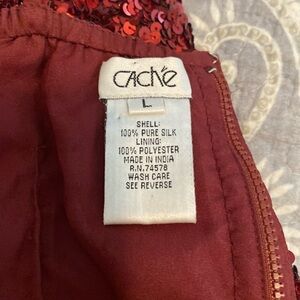 Caché
L
SHELL:
100% PURE SILK
LINING:
100% POLYESTER
MADE IN INDIA
R.N. 74578
WASH CARE
SEE REVERSE